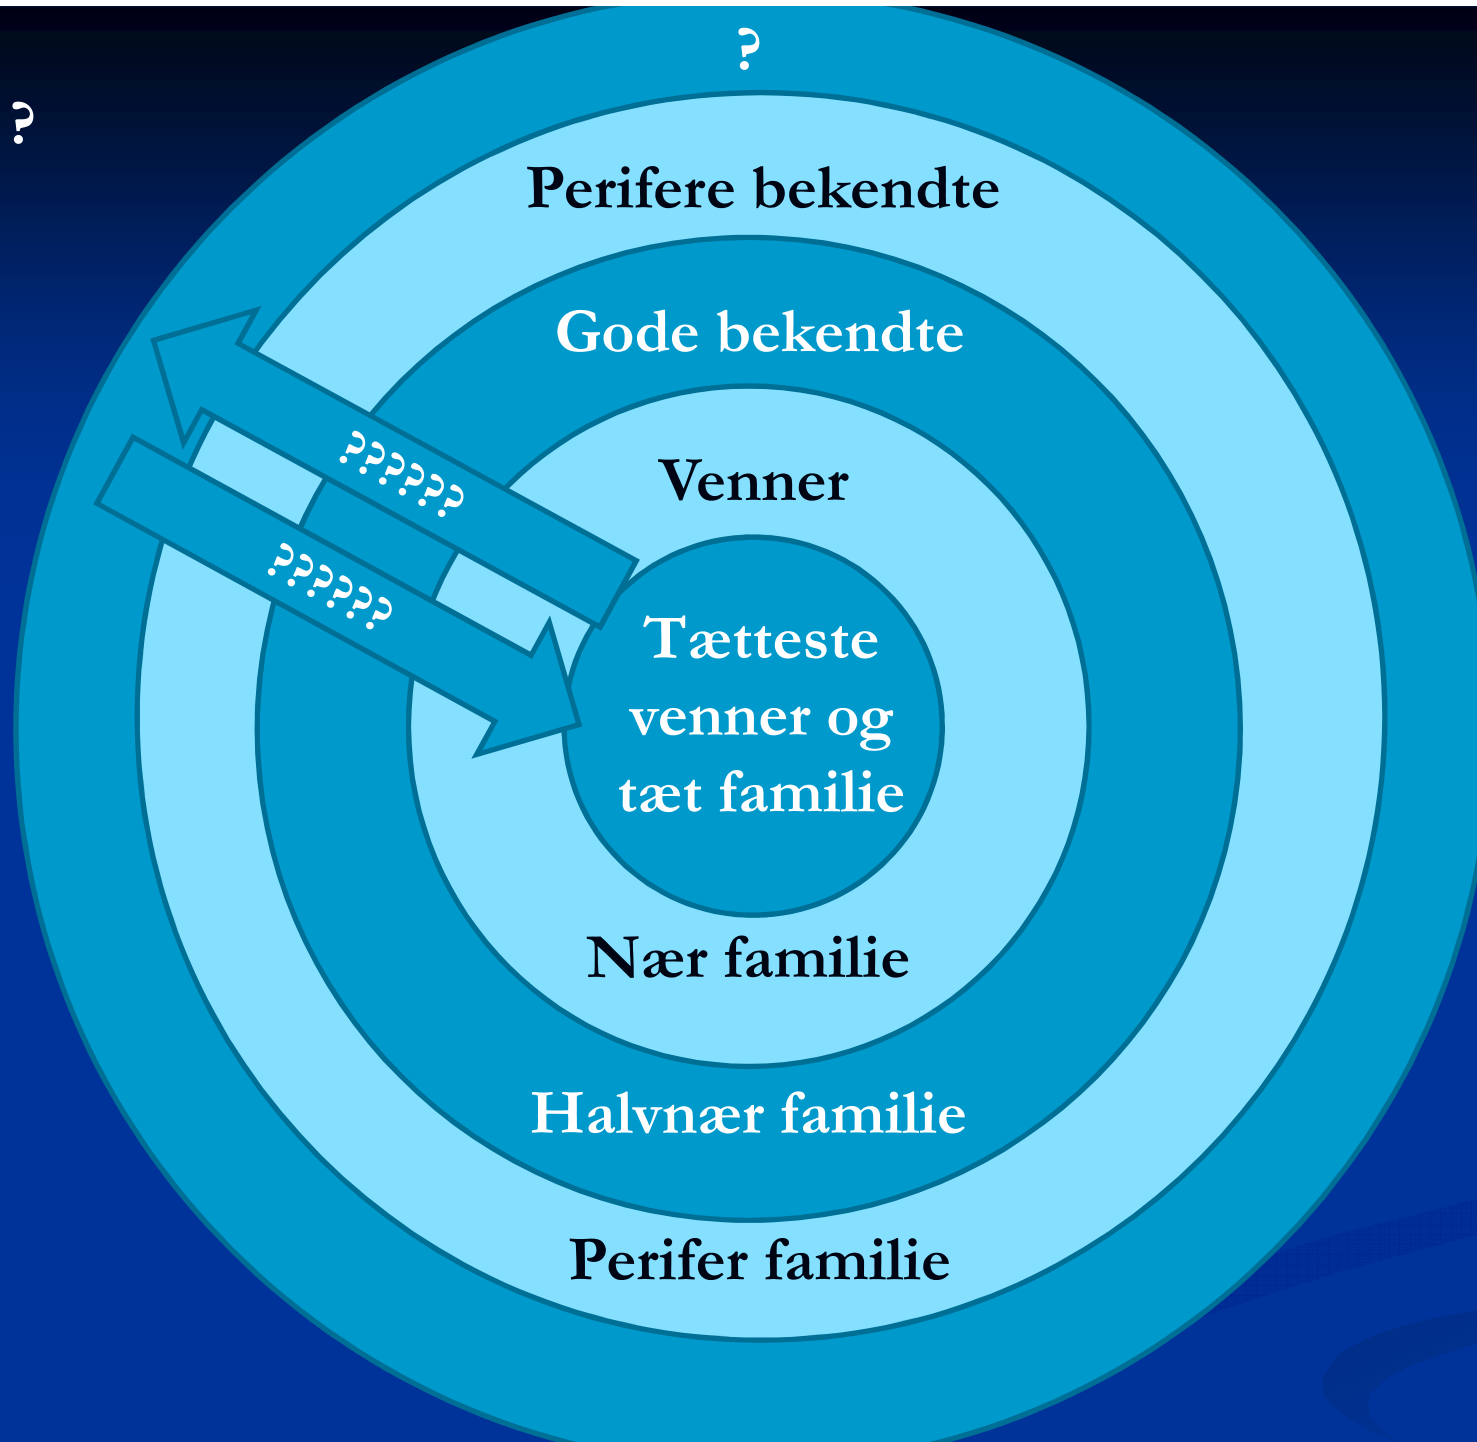 ?
?
Perifere bekendte
Gode bekendte
Venner
??????
??????
Tætteste
venner og
tæt familie
Nær familie
Halvnær familie
Perifer familie